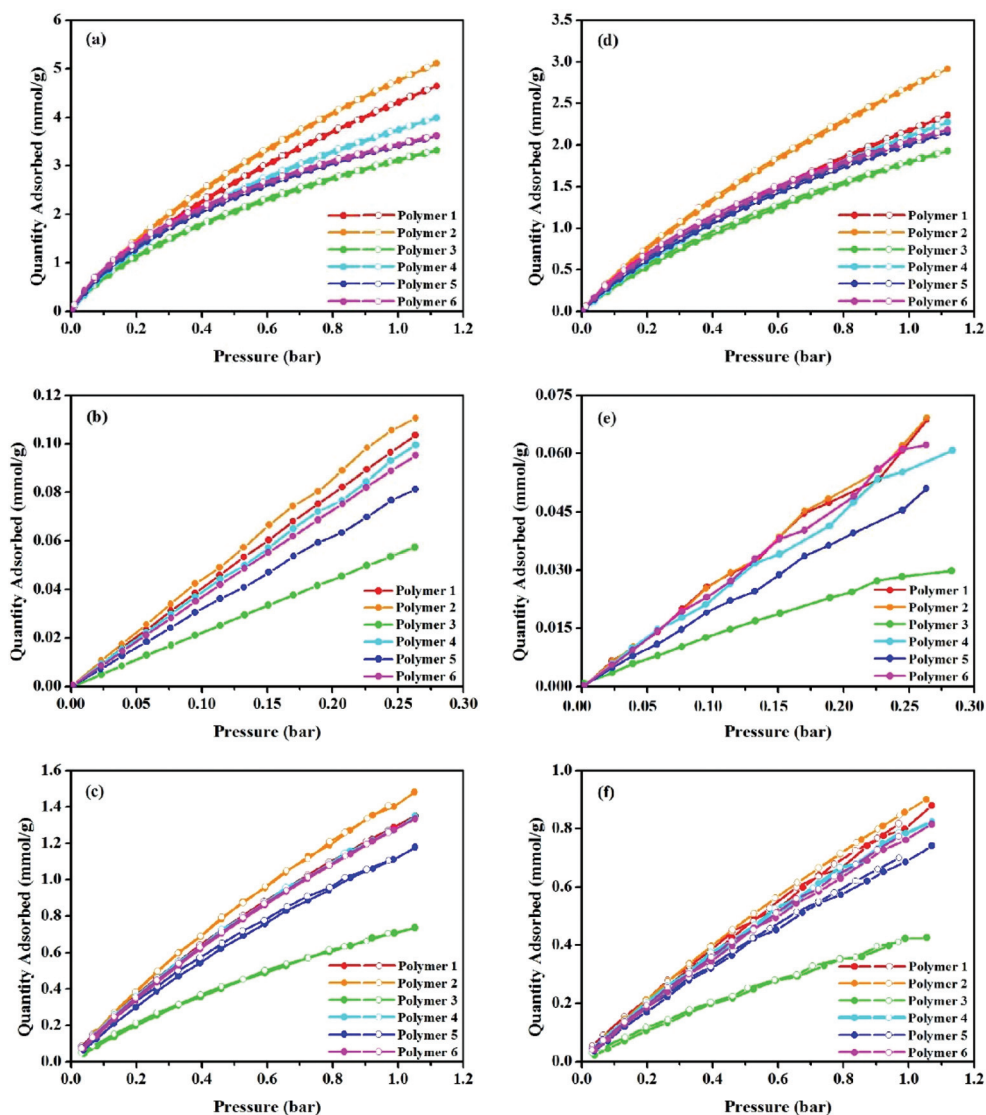 (a)
Quantity Adsorbed (mmol/g)
6
5
4
3
2
1
0
Polymer 1
Polymer 2
Polymer 3
Polymer 4
Polymer 5
Polymer 6
0.0 0.2 0.4 0.6 0.8 1.0 1.2
Pressure (bar)
(d)
Quantity Adsorbed (mmol/g)
3.5
3.0
2.5
2.0
1.5
1.0
0.5
0.0
Polymer 1
Polymer 2
Polymer 3
Polymer 4
Polymer 5
Polymer 6
0.0 0.2 0.4 0.6 0.8 1.0 1.2
Pressure (bar)
(b)
Quantity Adsorbed (mmol/g)
0.12
0.10
0.08
0.06
0.04
0.02
0.00
Polymer 1
Polymer 2
Polymer 3
Polymer 4
Polymer 5
Polymer 6
0.00 0.05 0.10 0.15 0.20 0.25 0.30
Pressure (bar)
(e)
Quantity Adsorbed (mmol/g)
0.075
0.060
0.045
0.030
0.015
0.000
Polymer 1
Polymer 2
Polymer 3
Polymer 4
Polymer 5
Polymer 6
0.00 0.05 0.10 0.15 0.20 0.25 0.30
Pressure (bar)
(c)
Quantity Adsorbed (mmol/g)
1.6
1.4
1.2
1.0
0.8
0.6
0.4
0.2
0.0
Polymer 1
Polymer 2
Polymer 3
Polymer 4
Polymer 5
Polymer 6
0.0 0.2 0.4 0.6 0.8 1.0 1.2
Pressure (bar)
(f)
Quantity Adsorbed (mmol/g)
1.0
0.8
0.6
0.4
0.2
0.0
Polymer 1
Polymer 2
Polymer 3
Polymer 4
Polymer 5
Polymer 6
0.0 0.2 0.4 0.6 0.8 1.0 1.2
Pressure (bar)